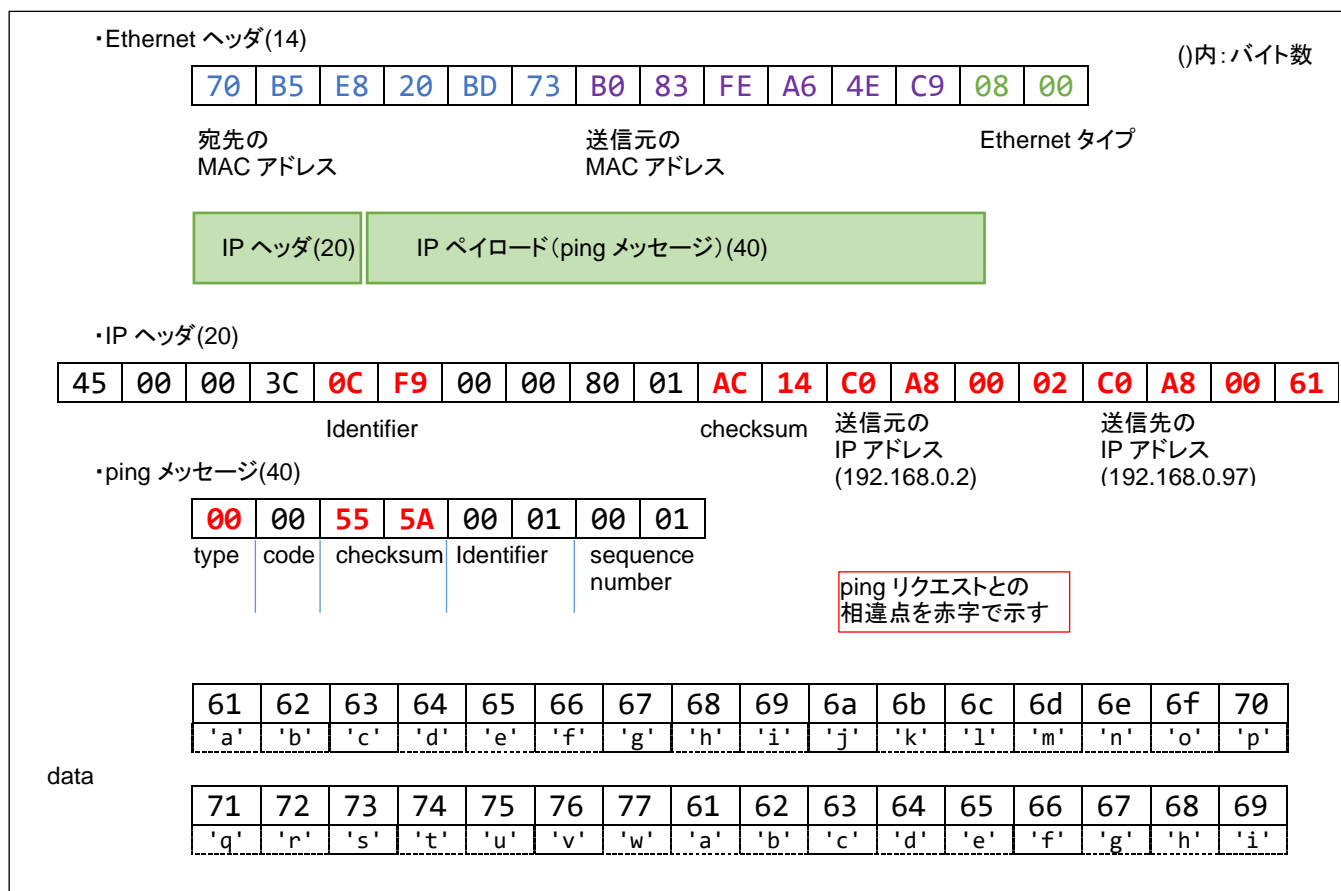 ・Ethernet ヘッダ(14)
()内：バイト数
70 B5 E8 20 BD 73 B0 83 FE A6 4E C9 08 00
宛先の
MAC アドレス
送信元の
MAC アドレス
Ethernet タイプ
IP ヘッダ(20)
IP ペイロード（ping メッセージ）(40)
・IP ヘッダ(20)
45 00 00 3C 0C F9 00 00 80 01 AC 14 C0 A8 00 02 C0 A8 00 61
Identifier
checksum
送信元の
IP アドレス
(192.168.0.2)
送信先の
IP アドレス
(192.168.0.97)
・ping メッセージ(40)
00 00 55 5A 00 01 00 01
type
code
checksum
Identifier
sequence
number
ping リクエストとの
相違点を赤字で示す
61 62 63 64 65 66 67 68 69 6a 6b 6c 6d 6e 6f 70
'a' 'b' 'c' 'd' 'e' 'f' 'g' 'h' 'i' 'j' 'k' 'l' 'm' 'n' 'o' 'p'
data
71 72 73 74 75 76 77 61 62 63 64 65 66 67 68 69
'q' 'r' 's' 't' 'u' 'v' 'w' 'a' 'b' 'c' 'd' 'e' 'f' 'g' 'h' 'i'